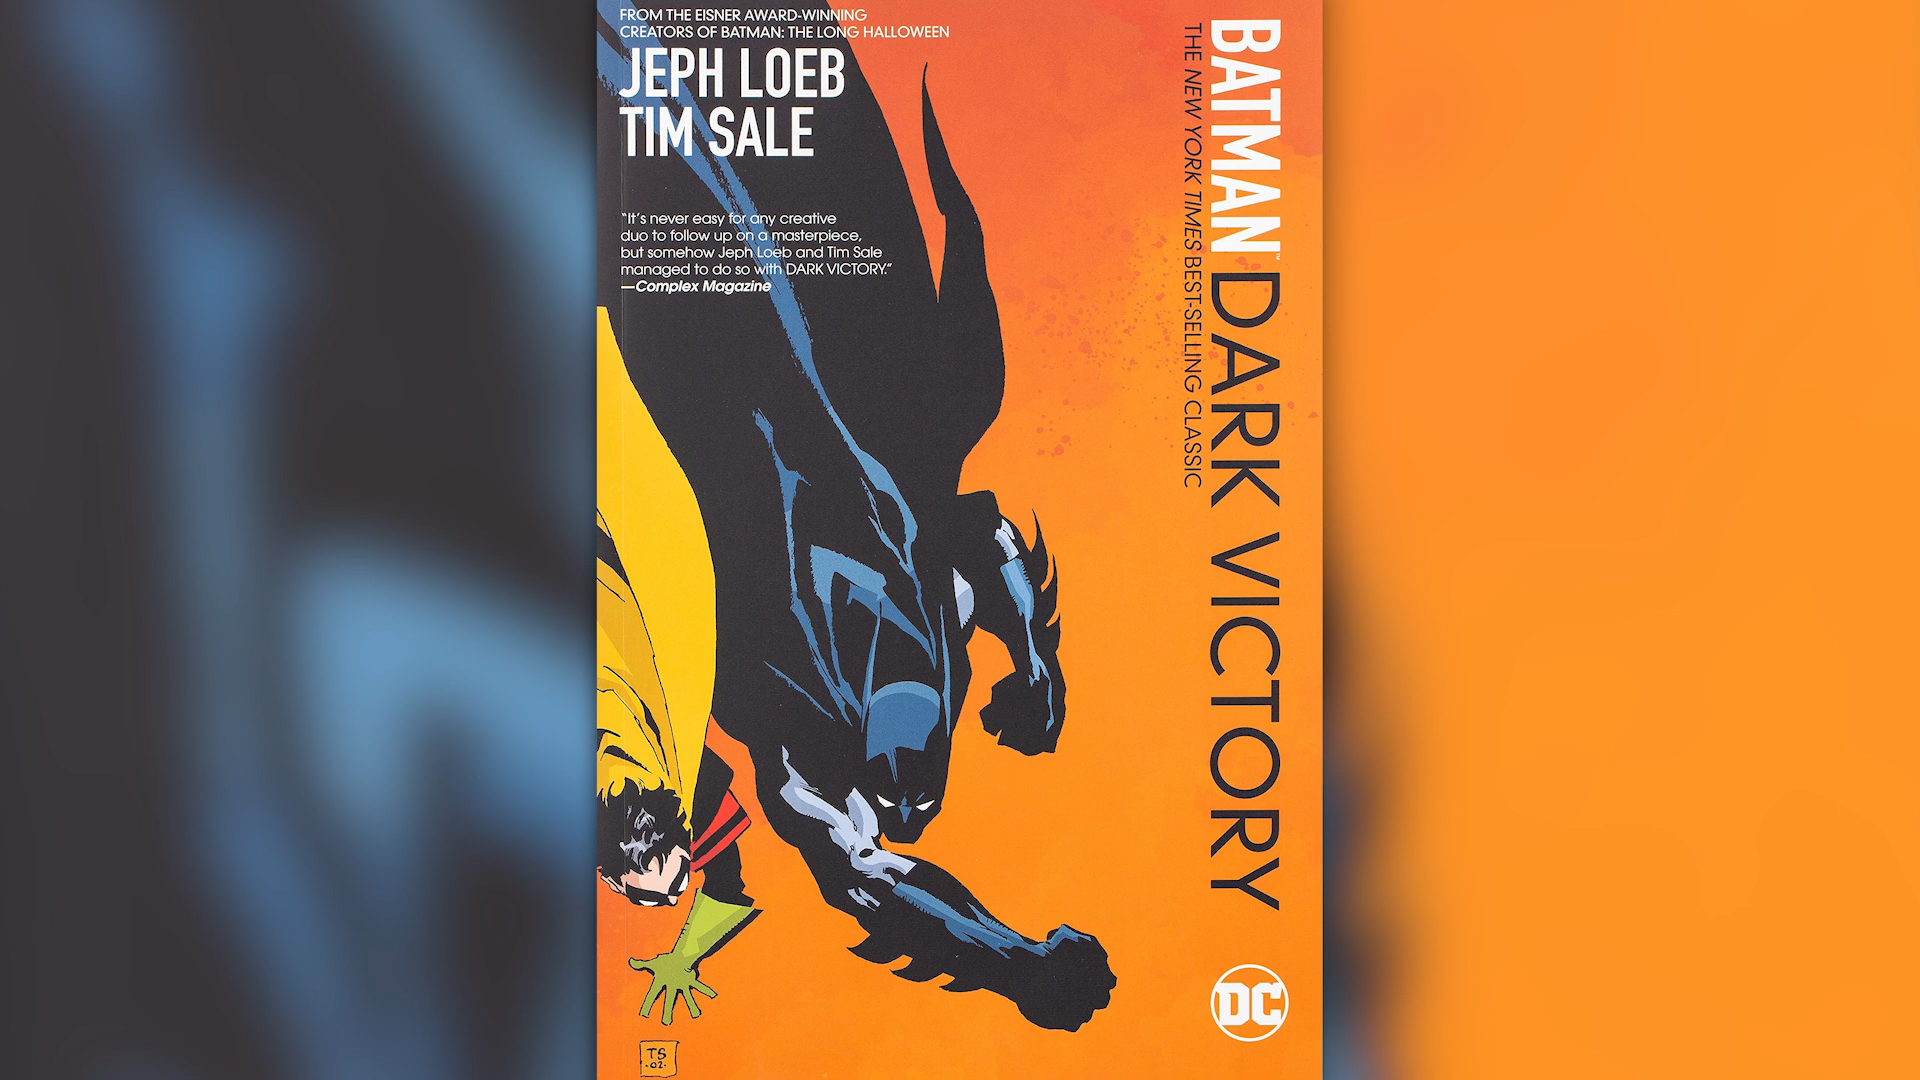 FROM THE EISNER AWARD-WINNING
CREATORS OF BATMAN: THE LONG HALLOWEEN
JEPH LOEB
TIM SALE
“It’s never easy for any creative
duo to follow up on a masterpiece,
but somehow Jeph Loeb and Tim Sale
managed to do so with DARK VICTORY.”
—Complex Magazine
BATMAN™ DARK VICTORY
THE NEW YORK TIMES BEST-SELLING CLASSIC
DC
TS
·02·